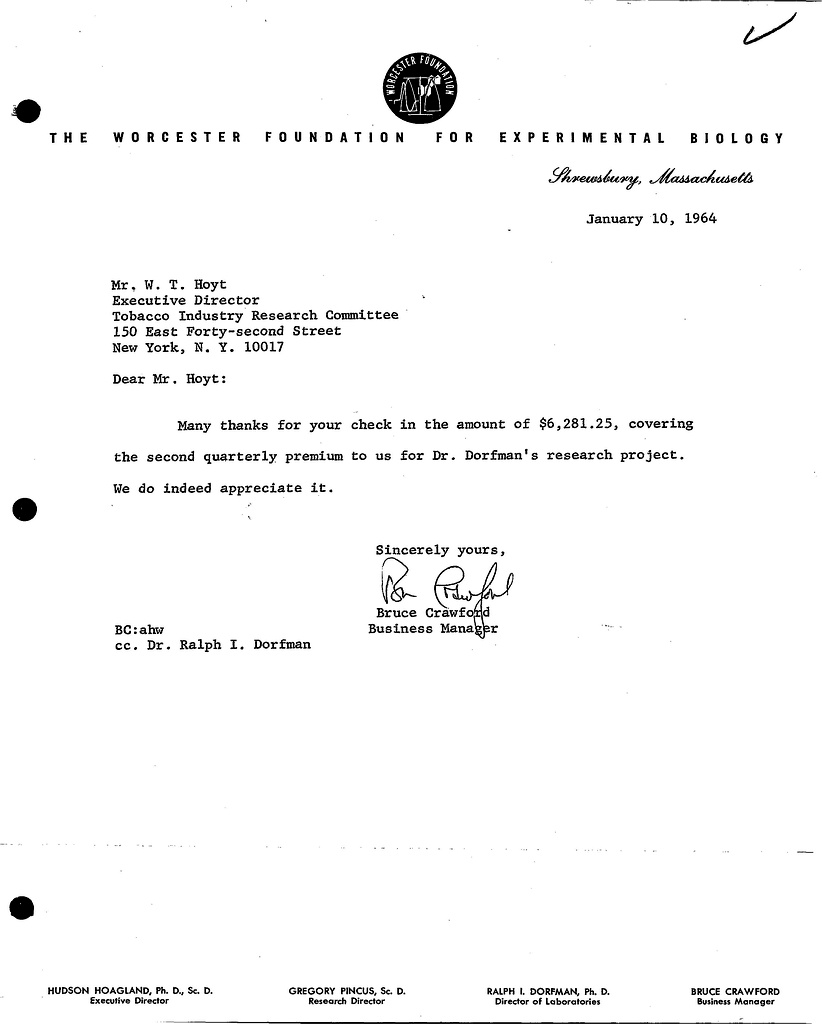 WORCESTER FOUNDATION
THE WORCESTER FOUNDATION FOR EXPERIMENTAL BIOLOGY
Shrewsbury, Massachusetts
January 10, 1964
Mr. W. T. Hoyt
Executive Director
Tobacco Industry Research Committee
150 East Forty-second Street
New York, N. Y. 10017
Dear Mr. Hoyt:
Many thanks for your check in the amount of $6,281.25, covering
the second quarterly premium to us for Dr. Dorfman's research project.
We do indeed appreciate it.
Sincerely yours,
Bruce Crawford
Business Manager
BC:ahw
cc. Dr. Ralph I. Dorfman
HUDSON HOAGLAND, Ph. D., Sc. D.
Executive Director
GREGORY PINCUS, Sc. D.
Research Director
RALPH I. DORFMAN, Ph. D.
Director of Laboratories
BRUCE CRAWFORD
Business Manager